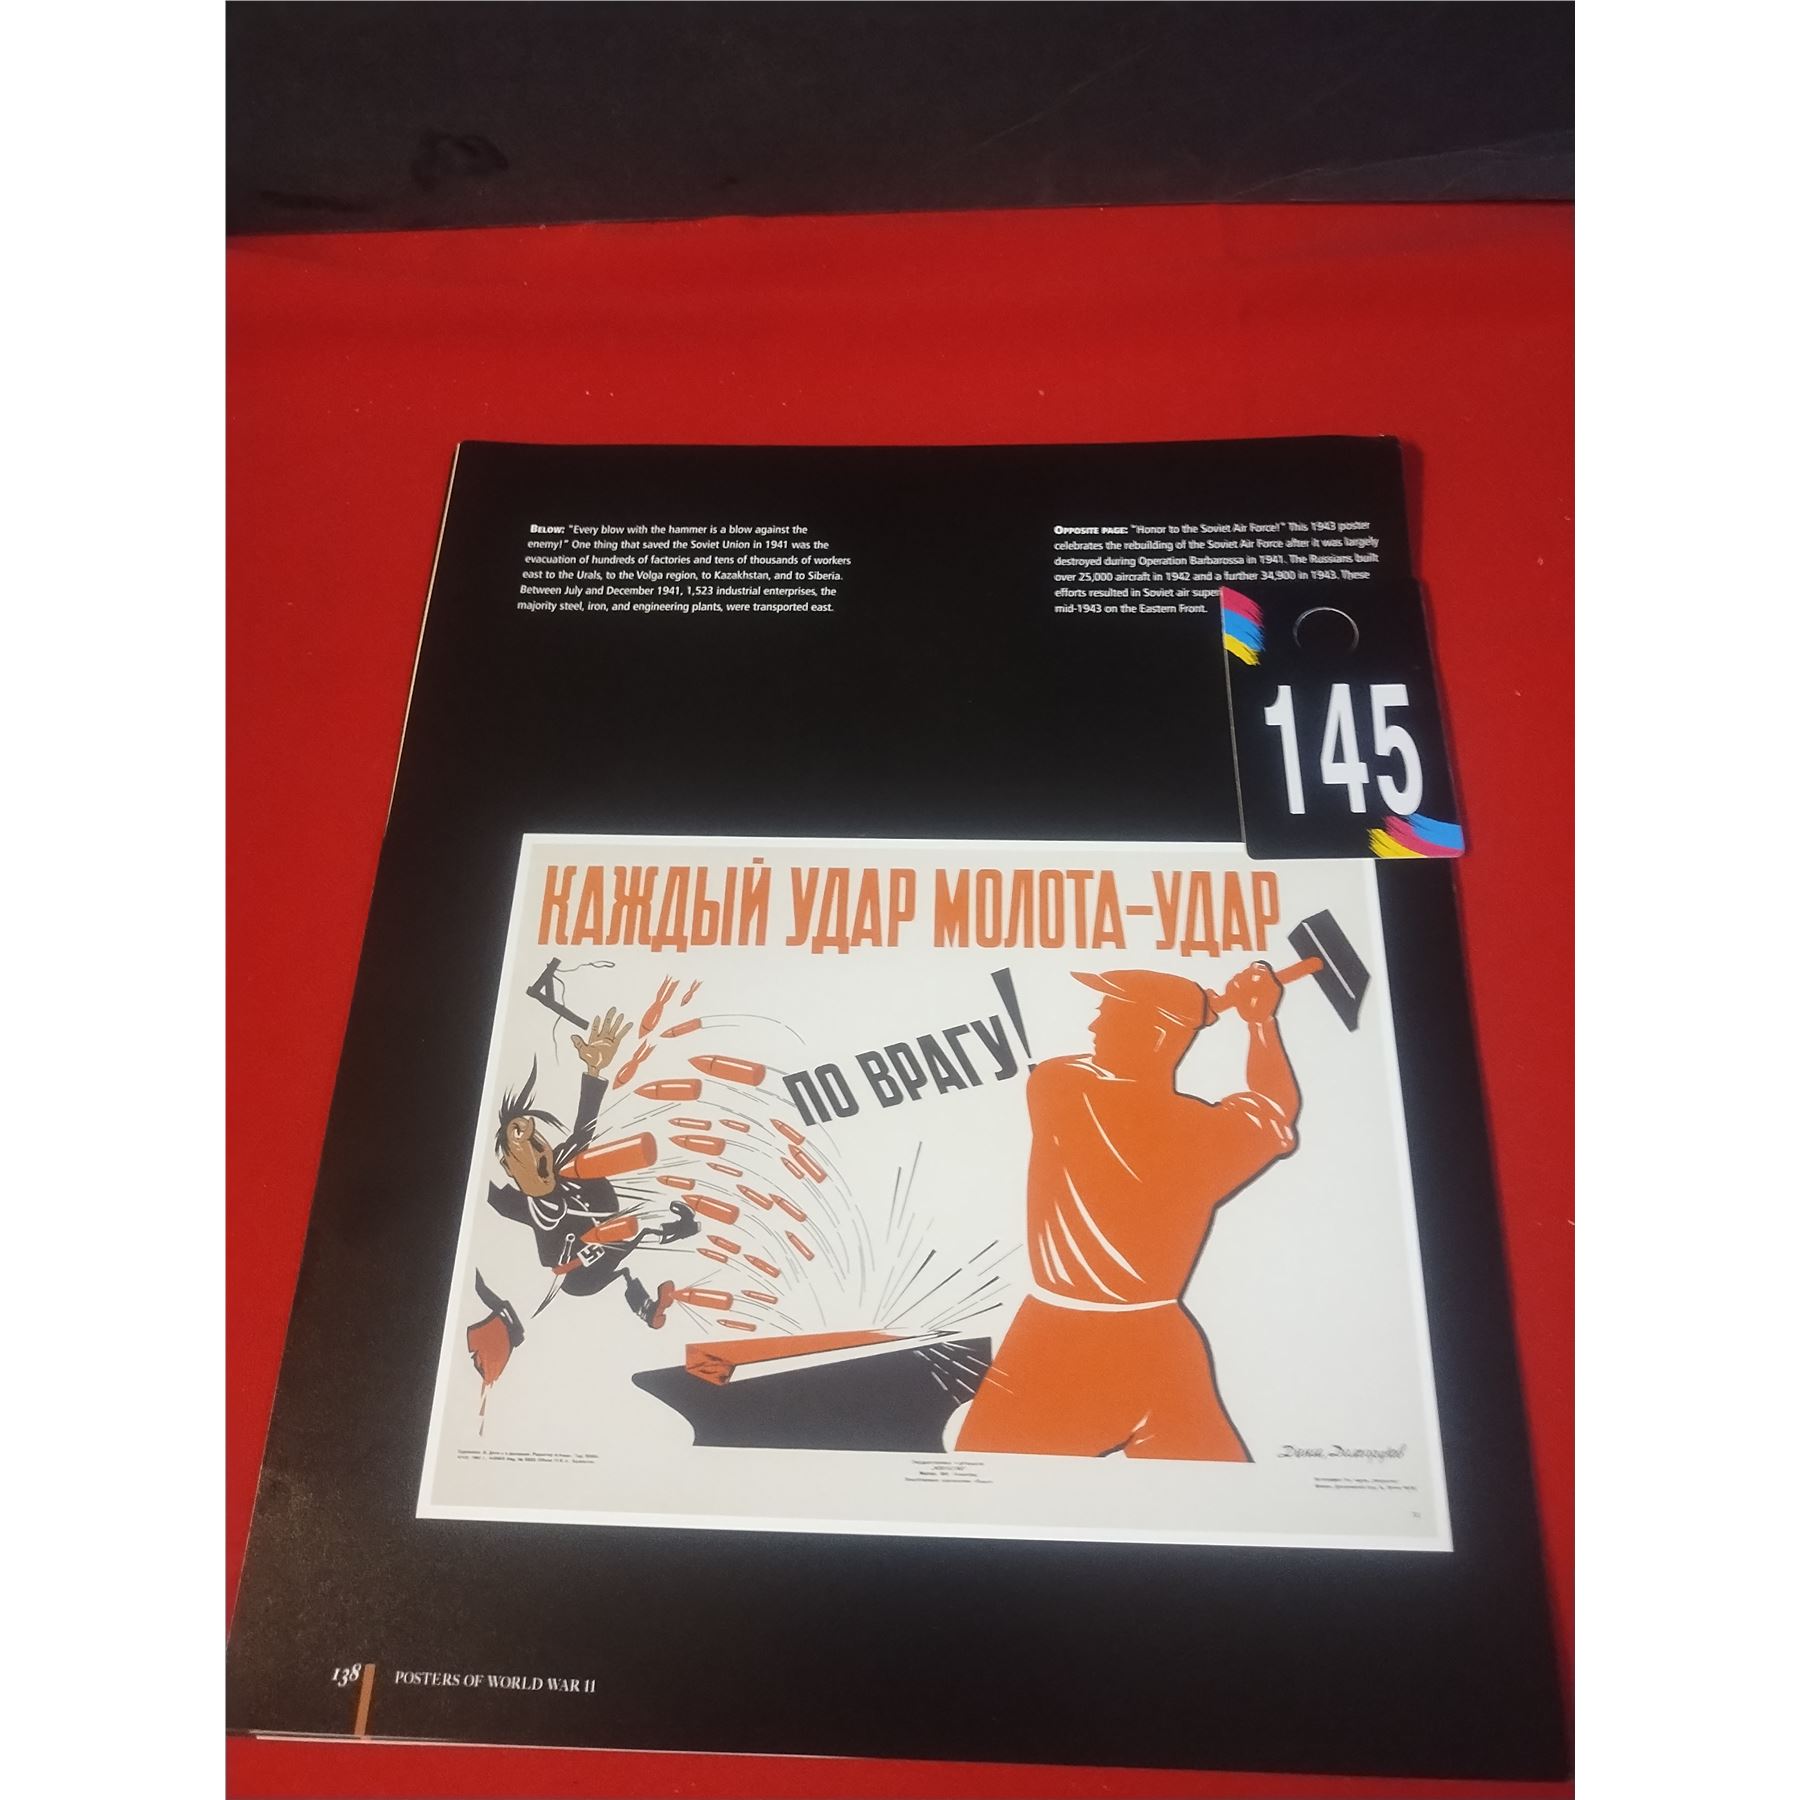 BELOW: "Every blow with the hammer is a blow against the
enemy!" One thing that saved the Soviet Union in 1941 was the
evacuation of hundreds of factories and tens of thousands of workers
east to the Urals, to the Volga region, to Kazakhstan, and to Siberia.
Between July and December 1941, 1,523 industrial enterprises, the
majority steel, iron, and engineering plants, were transported east.
OPPOSITE PAGE: "Honor to the Soviet Air Force!" This 1943 poster
celebrates the rebuilding of the Soviet Air Force after it was largely
destroyed during Operation Barbarossa in 1941. The Russians built
over 25,000 aircraft in 1942 and a further 34,900 in 1943. These
efforts resulted in Soviet air
mid-1943 on the Eastern Front.
145
КАЖДЫЙ УДАР МОЛОТА-УДАР
ПО ВРАГУ!
138 POSTERS OF WORLD WAR II